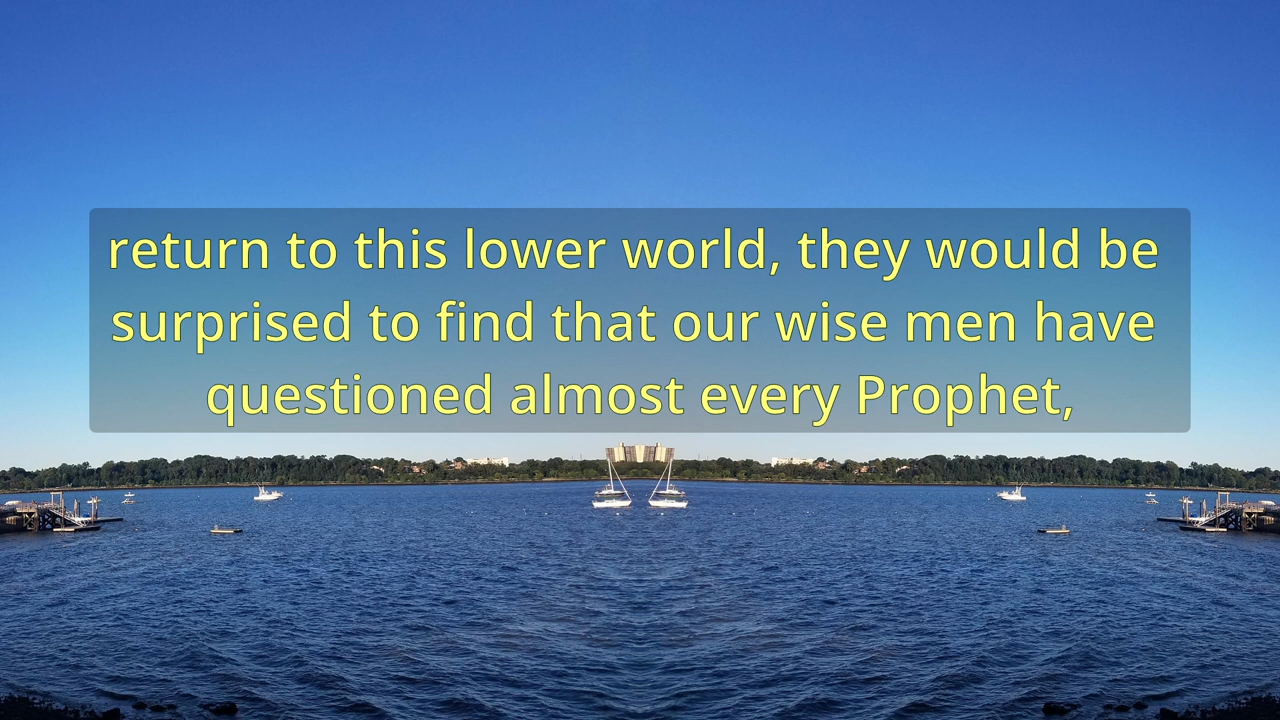 return to this lower world, they would be
surprised to find that our wise men have
questioned almost every Prophet,